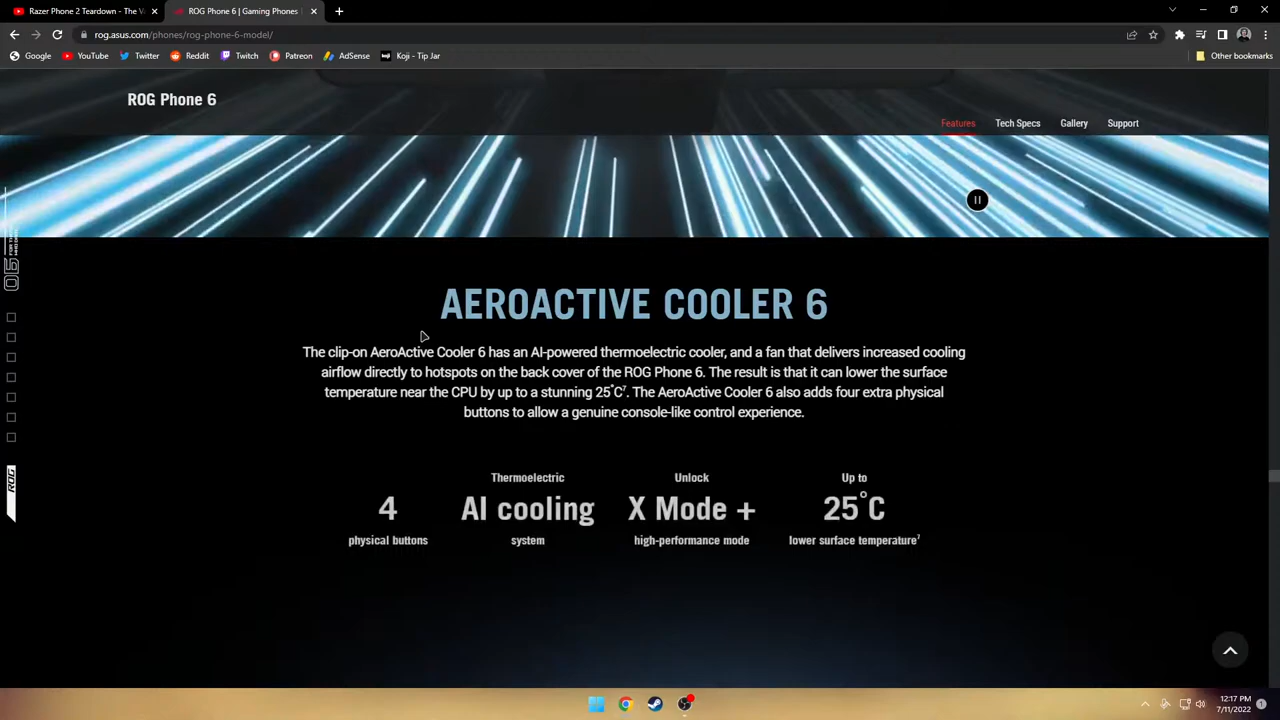 Razer Phone 2 Teardown - The V
ROG Phone 6 | Gaming Phones
rog.asus.com/phones/rog-phone-6-model/
Google
YouTube
Twitter
Reddit
Twitch
Patreon
AdSense
Koji - Tip Jar
Other bookmarks
ROG Phone 6
Features
Tech Specs
Gallery
Support
06
AEROACTIVE COOLER 6
The clip-on AeroActive Cooler 6 has an AI-powered thermoelectric cooler, and a fan that delivers increased cooling
airflow directly to hotspots on the back cover of the ROG Phone 6. The result is that it can lower the surface
temperature near the CPU by up to a stunning 25°C⁷. The AeroActive Cooler 6 also adds four extra physical
buttons to allow a genuine console-like control experience.
4
physical buttons
Thermoelectric
AI cooling
system
Unlock
X Mode +
high-performance mode
Up to
25°C
lower surface temperature⁷
ROG
12:17 PM
7/11/2022
1